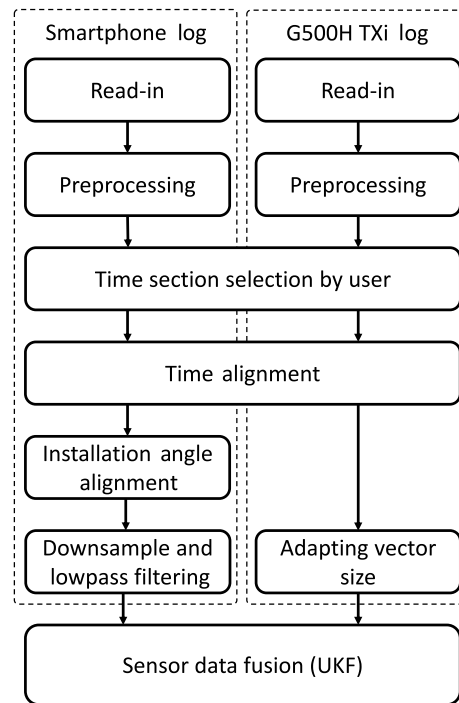 Smartphone log
G500H TXi log
Read-in
Read-in
Preprocessing
Preprocessing
Time section selection by user
Time alignment
Installation angle
alignment
Downsample and
lowpass filtering
Adapting vector
size
Sensor data fusion (UKF)